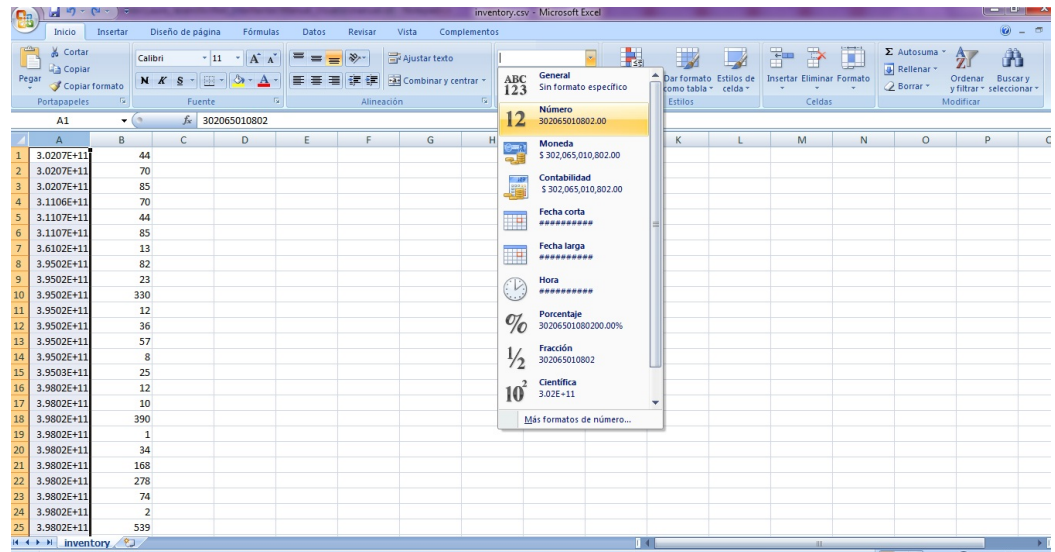 inventory.csv - Microsoft Excel
Inicio Insertar Diseño de página Fórmulas Datos Revisar Vista Complementos
Pegar
Cortar
Copiar
Copiar formato
Portapapeles
Calibri 11
N K S
Fuente
Ajustar texto
Combinar y centrar
Alineación
Dar formato como tabla
Estilos de celda
Estilos
Insertar Eliminar Formato
Celdas
Σ Autosuma
Rellenar
Borrar
Ordenar y filtrar
Buscar y seleccionar
Modificar
A1 fx 302065010802
ABC 123 General
Sin formato específico
12 Número
302065010802.00
Moneda
$ 302,065,010,802.00
Contabilidad
$ 302,065,010,802.00
Fecha corta
##########
Fecha larga
##########
Hora
##########
% Porcentaje
30206501080200.00%
1/2 Fracción
302065010802
10² Científica
3.02E+11
Más formatos de número...
A B C D E F G H K L M N O P
1 3.0207E+11 44
2 3.0207E+11 70
3 3.0207E+11 85
4 3.1106E+11 70
5 3.1107E+11 44
6 3.1107E+11 85
7 3.6102E+11 13
8 3.9502E+11 82
9 3.9502E+11 23
10 3.9502E+11 330
11 3.9502E+11 12
12 3.9502E+11 36
13 3.9502E+11 57
14 3.9502E+11 8
15 3.9503E+11 25
16 3.9802E+11 12
17 3.9802E+11 10
18 3.9802E+11 390
19 3.9802E+11 1
20 3.9802E+11 34
21 3.9802E+11 168
22 3.9802E+11 278
23 3.9802E+11 74
24 3.9802E+11 2
25 3.9802E+11 539
inventory